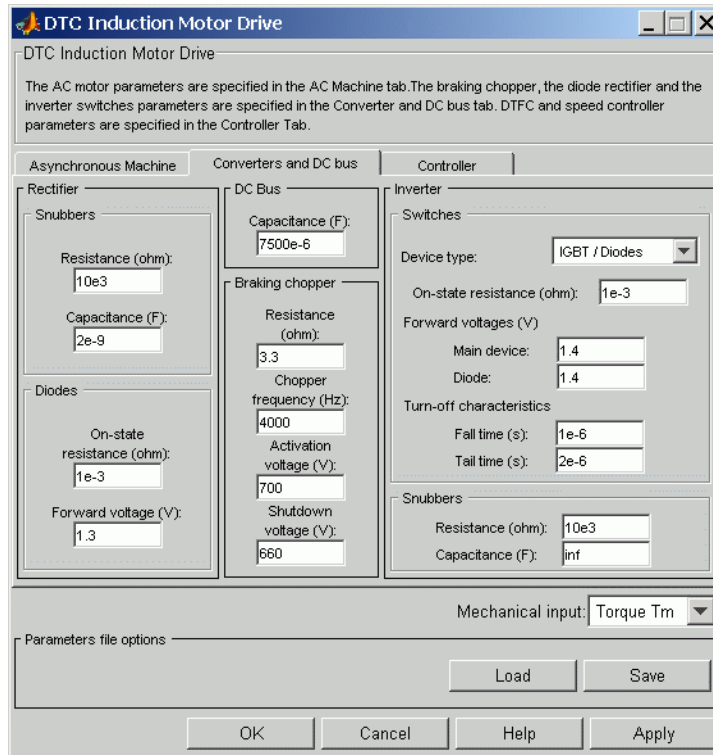 DTC Induction Motor Drive
DTC Induction Motor Drive
The AC motor parameters are specified in the AC Machine tab.The braking chopper, the diode rectifier and the
inverter switches parameters are specified in the Converter and DC bus tab. DTFC and speed controller
parameters are specified in the Controller Tab.
Asynchronous Machine
Converters and DC bus
Controller
Rectifier
Snubbers
Resistance (ohm):
10e3
Capacitance (F):
2e-9
Diodes
On-state
resistance (ohm):
1e-3
Forward voltage (V):
1.3
DC Bus
Capacitance (F):
7500e-6
Braking chopper
Resistance
(ohm):
3.3
Chopper
frequency (Hz):
4000
Activation
voltage (V):
700
Shutdown
voltage (V):
660
Inverter
Switches
Device type:
IGBT / Diodes
On-state resistance (ohm):
1e-3
Forward voltages (V)
Main device:
1.4
Diode:
1.4
Turn-off characteristics
Fall time (s):
1e-6
Tail time (s):
2e-6
Snubbers
Resistance (ohm):
10e3
Capacitance (F):
inf
Mechanical input:
Torque Tm
Parameters file options
Load
Save
OK
Cancel
Help
Apply